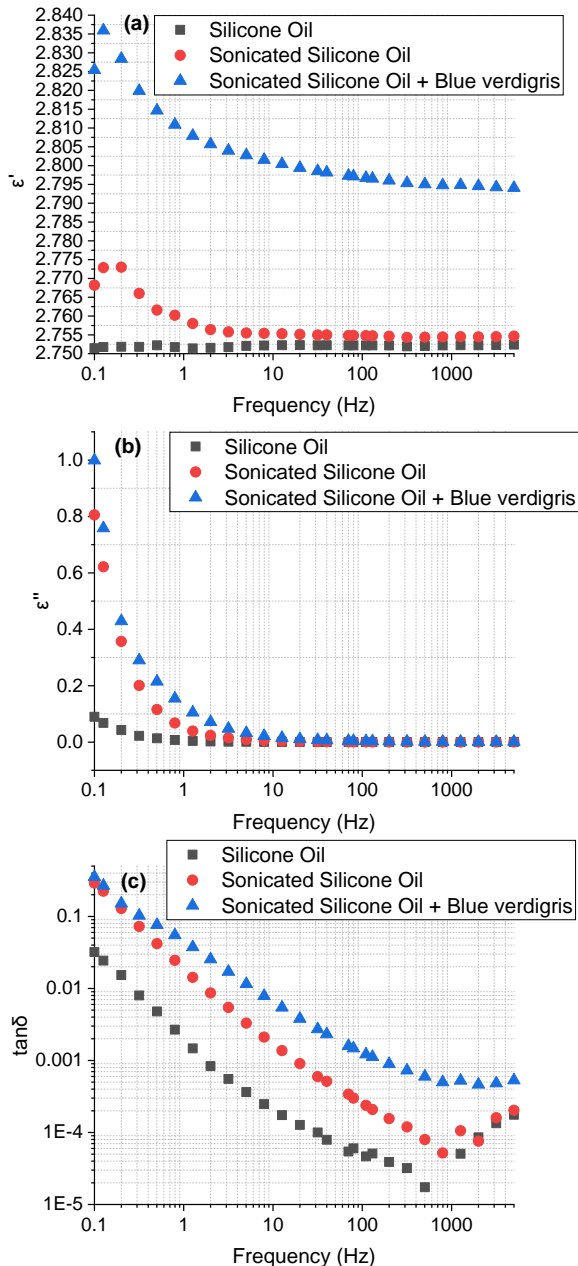 (a)
Silicone Oil
Sonicated Silicone Oil
Sonicated Silicone Oil + Blue verdigris
2.840
2.835
2.830
2.825
2.820
2.815
2.810
2.805
2.800
2.795
2.790
2.785
2.780
2.775
2.770
2.765
2.760
2.755
2.750
ε'
0.1 1 10 100 1000
Frequency (Hz)
(b)
Silicone Oil
Sonicated Silicone Oil
Sonicated Silicone Oil + Blue verdigris
1.0
0.8
0.6
0.4
0.2
0.0
ε''
0.1 1 10 100 1000
Frequency (Hz)
(c)
Silicone Oil
Sonicated Silicone Oil
Sonicated Silicone Oil + Blue verdigris
0.1
0.01
0.001
1E-4
1E-5
tanδ
0.1 1 10 100 1000
Frequency (Hz)